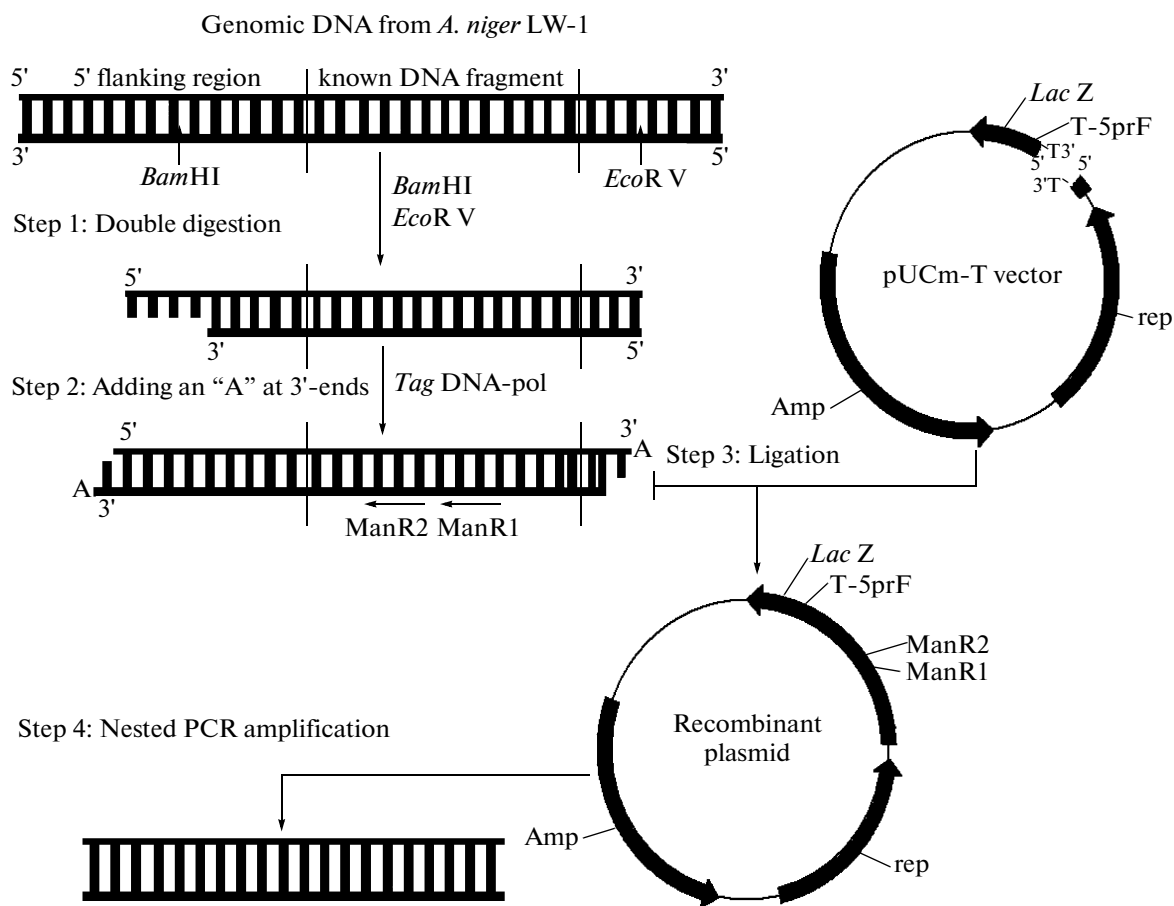 Genomic DNA from A. niger LW-1
5' 5' flanking region known DNA fragment 3'
3' 5'
BamHI
EcoR V
BamHI
EcoR V
Step 1: Double digestion
5' 3'
3' 5'
Step 2: Adding an “A” at 3'-ends
Tag DNA-pol
5' 3'
A
A
3'
ManR2 ManR1
Lac Z
T-5prF
T3'
5' 5'
3'T
pUCm-T vector
rep
Amp
Step 3: Ligation
Lac Z
T-5prF
ManR2
ManR1
Recombinant
plasmid
Amp
rep
Step 4: Nested PCR amplification